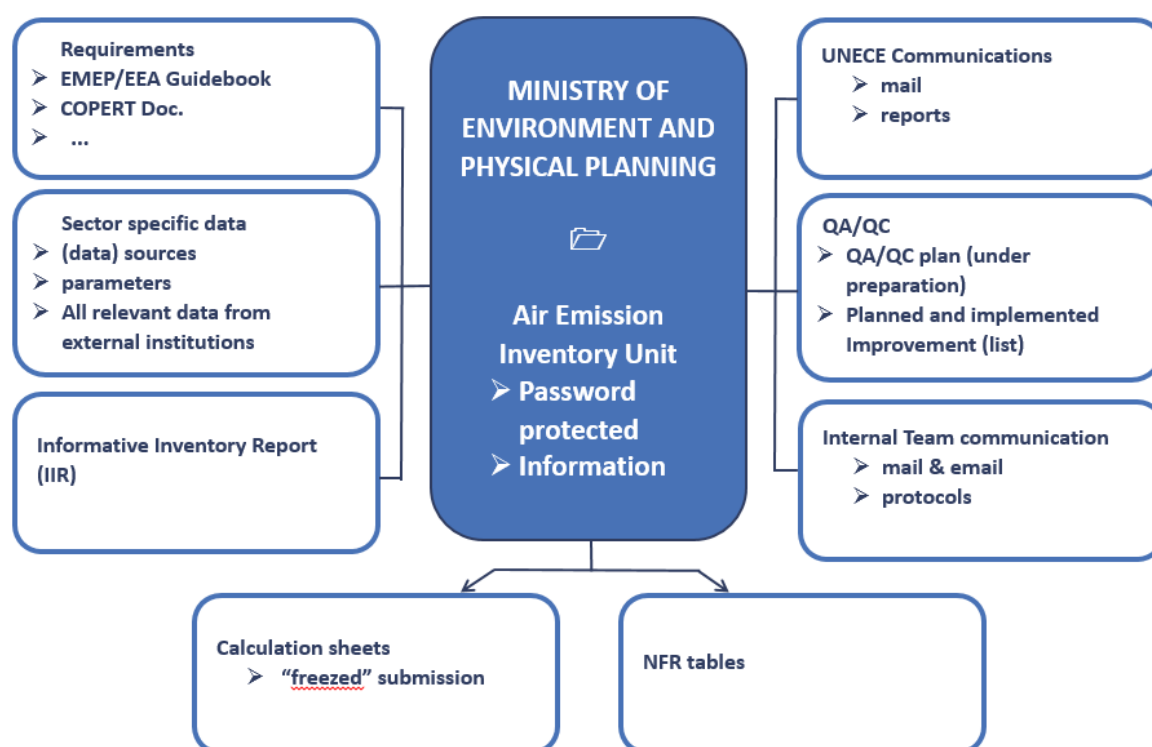 Requirements
➢ EMEP/EEA Guidebook
➢ COPERT Doc.
➢ ...
Sector specific data
➢ (data) sources
➢ parameters
➢ All relevant data from
external institutions
Informative Inventory Report
(IIR)
MINISTRY OF
ENVIRONMENT AND
PHYSICAL PLANNING
Air Emission
Inventory Unit
➢ Password
protected
➢ Information
UNECE Communications
➢ mail
➢ reports
QA/QC
➢ QA/QC plan (under
preparation)
➢ Planned and implemented
Improvement (list)
Internal Team communication
➢ mail & email
➢ protocols
Calculation sheets
➢ “freezed” submission
NFR tables